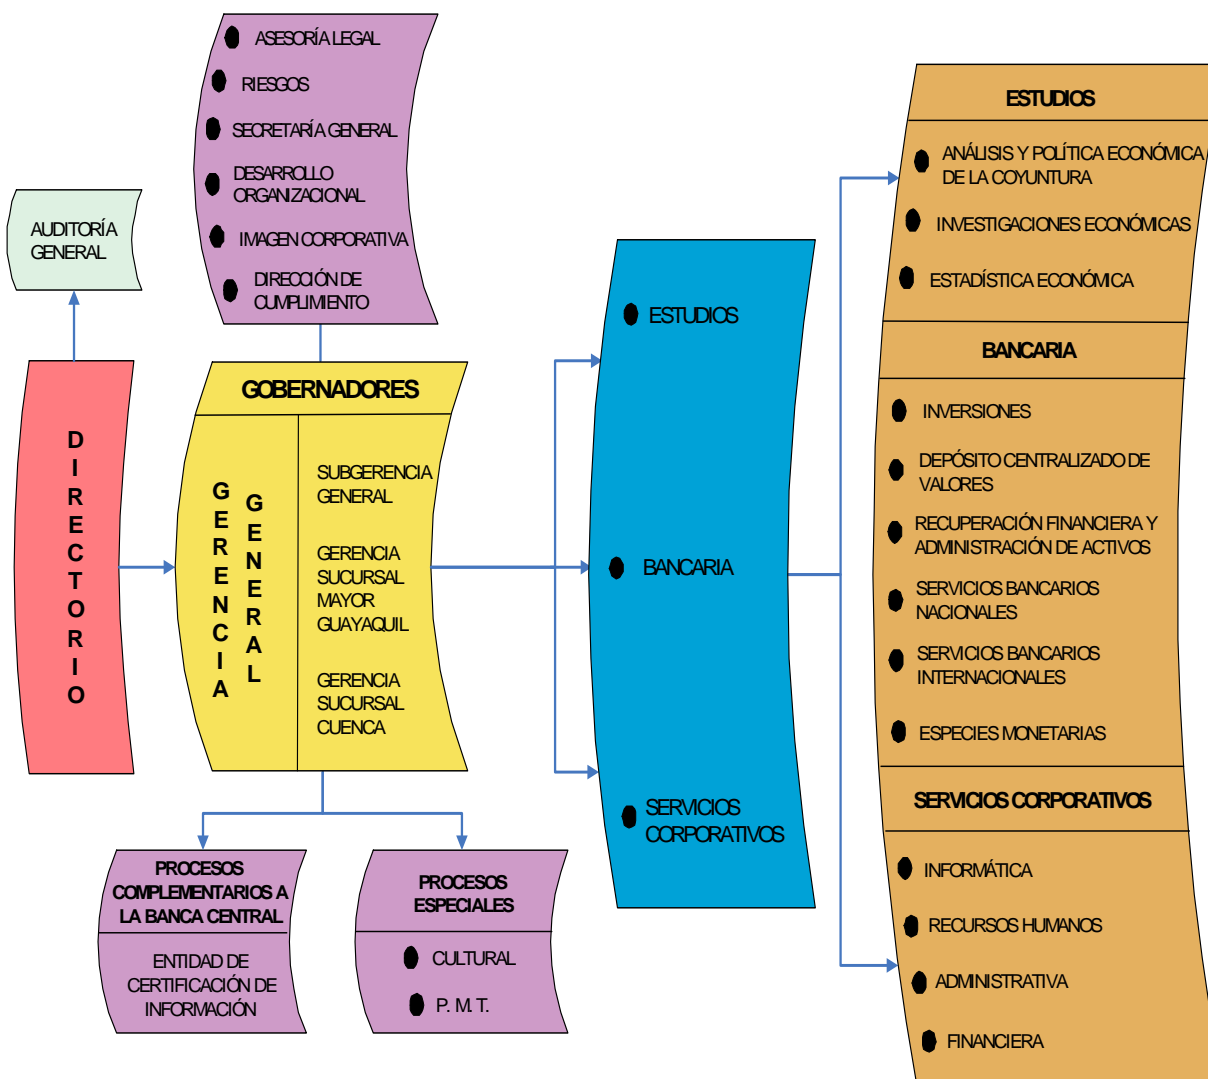 ASESORÍA LEGAL
RIESGOS
SECRETARÍA GENERAL
DESARROLLO
ORGANIZACIONAL
IMAGEN CORPORATIVA
DIRECCIÓN DE
CUMPLIMIENTO
AUDITORÍA
GENERAL
DIRECTORIO
GOBERNADORES
GERENCIA
GENERAL
SUBGERENCIA
GENERAL
GERENCIA
SUCURSAL
MAYOR
GUAYAQUIL
GERENCIA
SUCURSAL
CUENCA
PROCESOS
COMPLEMENTARIOS A
LA BANCA CENTRAL
ENTIDAD DE
CERTIFICACIÓN DE
INFORMACIÓN
PROCESOS
ESPECIALES
CULTURAL
P. M. T.
ESTUDIOS
BANCARIA
SERVICIOS
CORPORATIVOS
ESTUDIOS
ANÁLISIS Y POLÍTICA ECONÓMICA
DE LA COYUNTURA
INVESTIGACIONES ECONÓMICAS
ESTADÍSTICA ECONÓMICA
BANCARIA
INVERSIONES
DEPÓSITO CENTRALIZADO DE
VALORES
RECUPERACIÓN FINANCIERA Y
ADMINISTRACIÓN DE ACTIVOS
SERVICIOS BANCARIOS
NACIONALES
SERVICIOS BANCARIOS
INTERNACIONALES
ESPECIES MONETARIAS
SERVICIOS CORPORATIVOS
INFORMÁTICA
RECURSOS HUMANOS
ADMINISTRATIVA
FINANCIERA